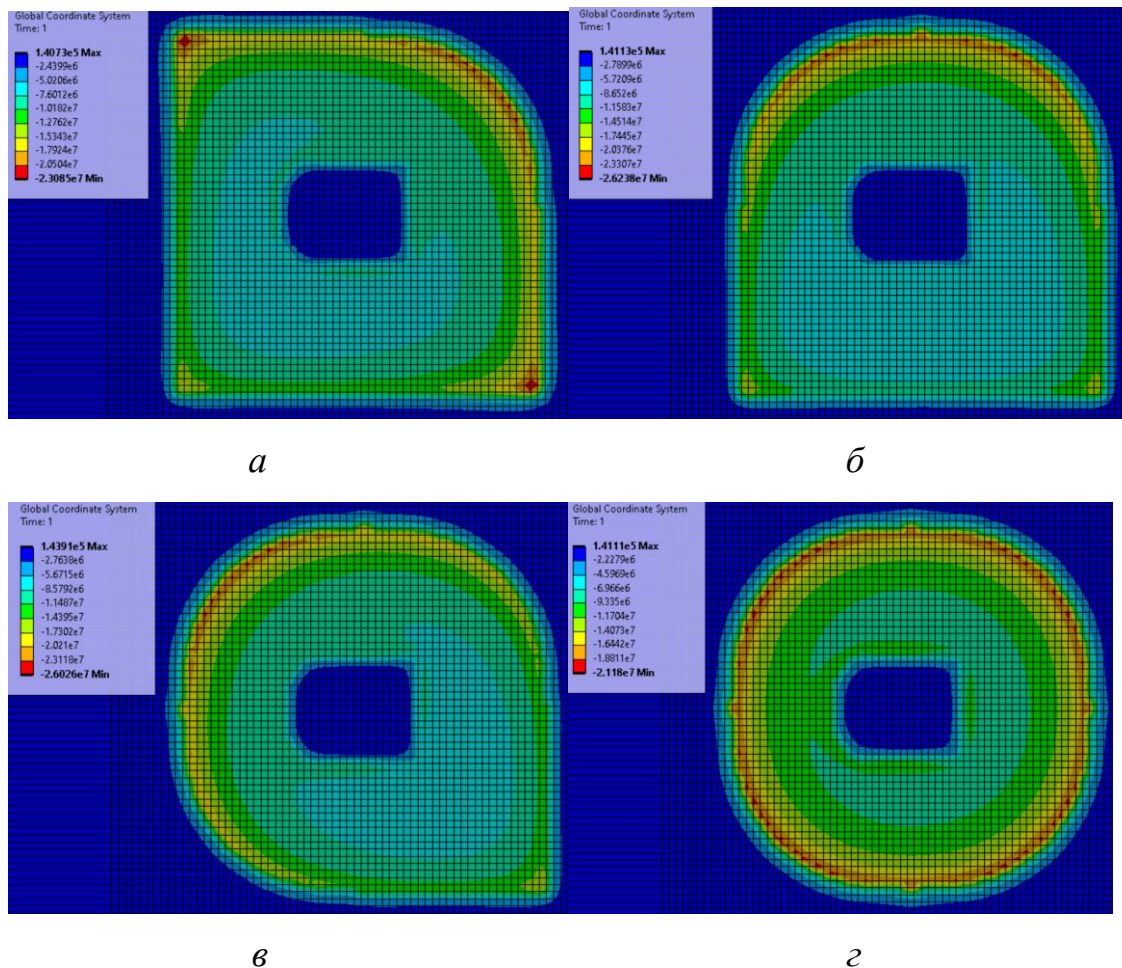 Global Coordinate System
Time: 1
1.4073e5 Max
-2.4399e6
-5.0206e6
-7.6012e6
-1.0182e7
-1.2762e7
-1.5343e7
-1.7924e7
-2.0504e7
-2.3085e7 Min
Global Coordinate System
Time: 1
1.4113e5 Max
-2.7899e6
-5.7209e6
-8.652e6
-1.1583e7
-1.4514e7
-1.7445e7
-2.0376e7
-2.3307e7
-2.6238e7 Min
а
б
Global Coordinate System
Time: 1
1.4391e5 Max
-2.7638e6
-5.6715e6
-8.5792e6
-1.1487e7
-1.4395e7
-1.7302e7
-2.021e7
-2.3118e7
-2.6026e7 Min
Global Coordinate System
Time: 1
1.4111e5 Max
-2.2279e6
-4.5969e6
-6.966e6
-9.335e6
-1.1704e7
-1.4073e7
-1.6442e7
-1.8811e7
-2.118e7 Min
в
г